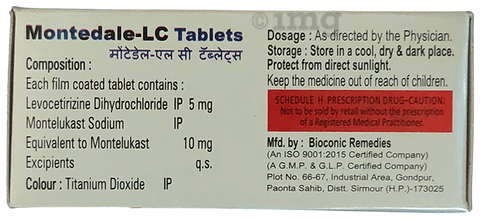 Montedale-LC Tablets
मोंटेडेल-एल सी टॅब्लेट्स
Composition :
Each film coated tablet contains :
Levocetirizine Dihydrochloride IP 5 mg
Montelukast Sodium IP
Equivalent to Montelukast 10 mg
Excipients q.s.
Colour : Titanium Dioxide IP
Dosage : As directed by the Physician.
Storage : Store in a cool, dry & dark place.
Protect from direct sunlight.
Keep the medicine out of reach of children.
SCHEDULE H PRESCRIPTION DRUG-CAUTION:
Not to be sold by retail without the prescription
of a Registered Medical Practitioner.
Mfd. by : Bioconic Remedies
(An ISO 9001:2015 Certified Company)
(A G.M.P. & G.L.P. Certified Company)
Plot No. 66-67, Industrial Area, Gondpur,
Paonta Sahib, Distt. Sirmour (H.P.)-173025